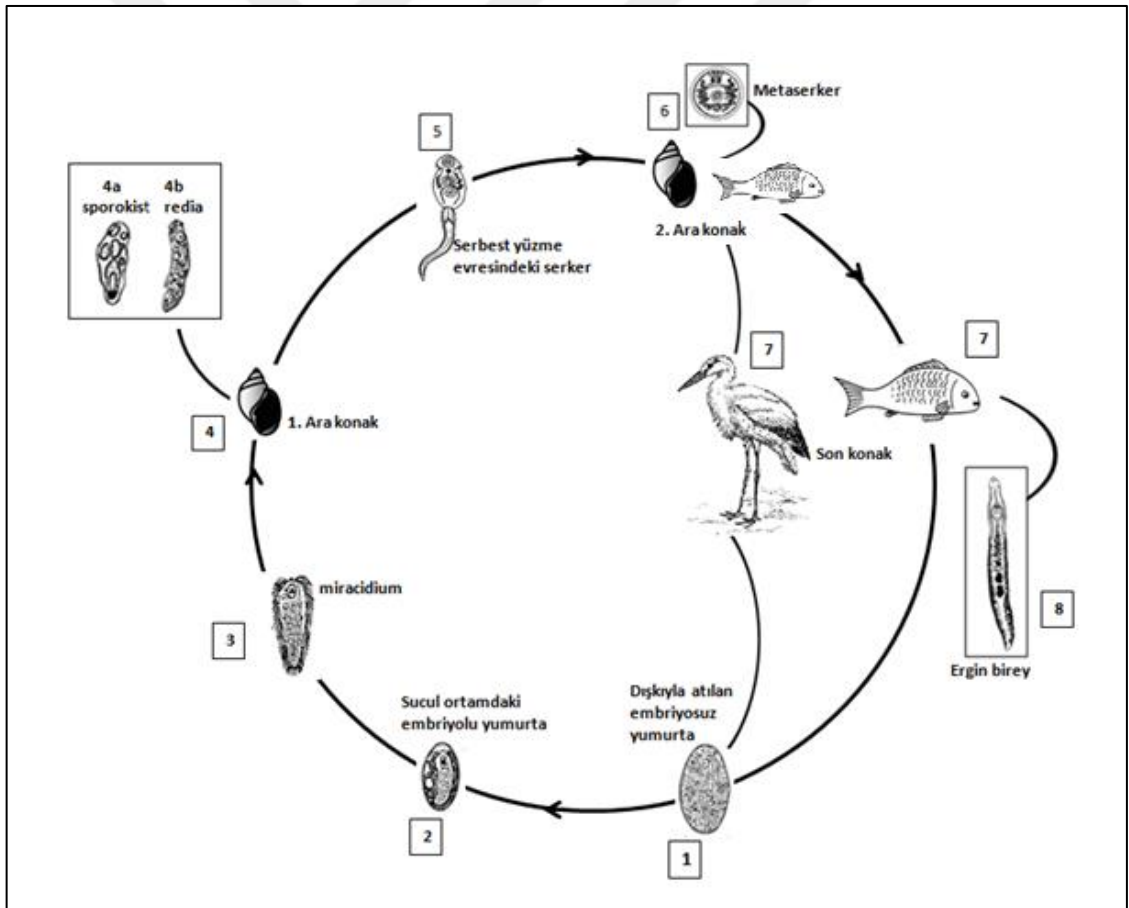 Metaserker
6
5
4a
4b
sporokist
redia
2. Ara konak
Serbest yüzme
evresindeki serker
7
7
1. Ara konak
4
Son konak
miracidium
8
3
Ergin birey
Sucul ortamdaki
embriyolu yumurta
Dışkıyla atılan
embriyosuz
yumurta
2
1